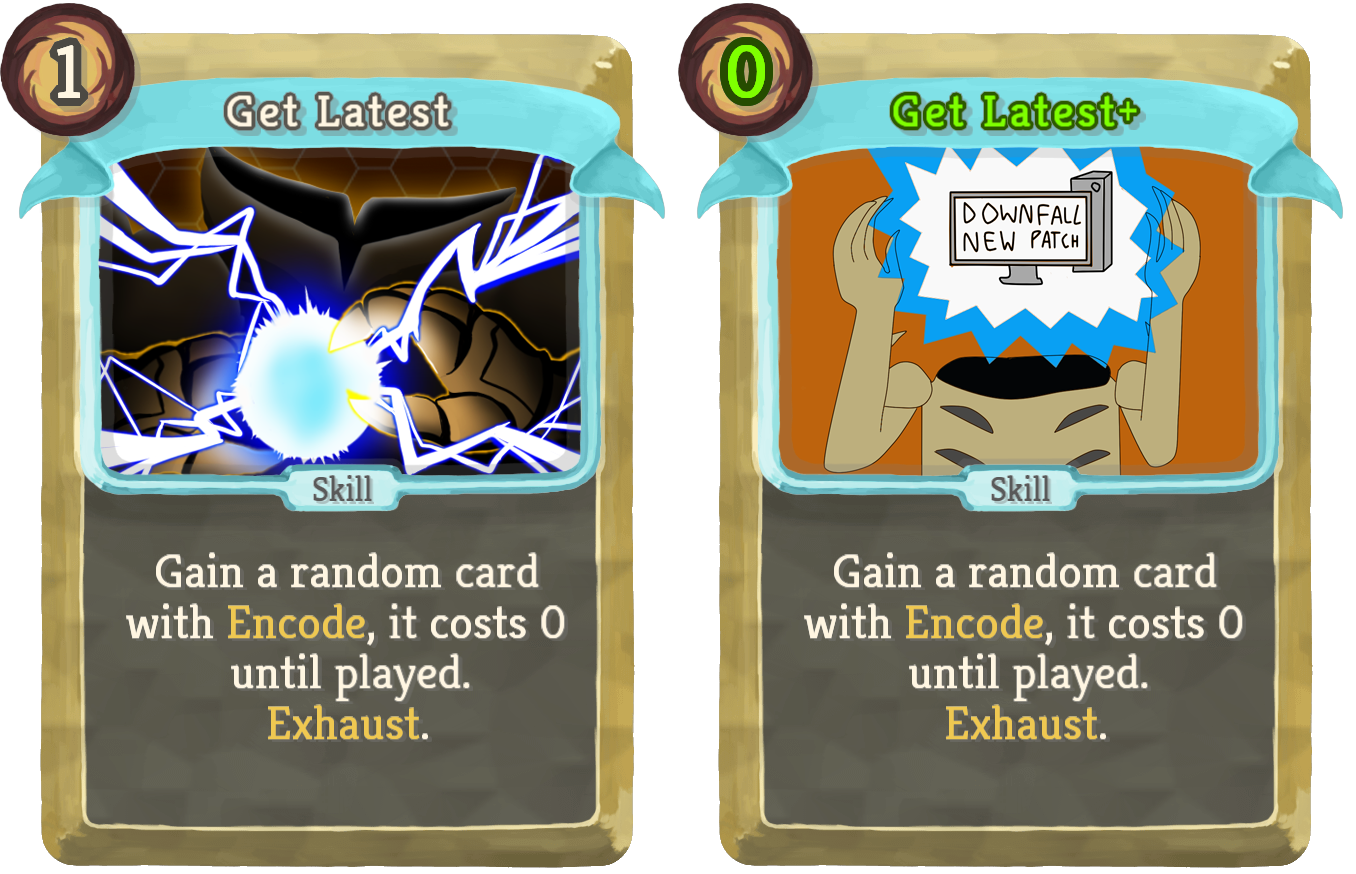 1
Get Latest
Skill
Gain a random card
with Encode, it costs 0
until played.
Exhaust.
0
Get Latest+
DOWNFALL
NEW PATCH
Skill
Gain a random card
with Encode, it costs 0
until played.
Exhaust.